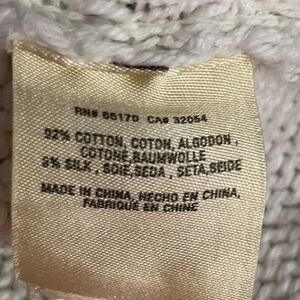 RN# 66170 CA# 32054
92% COTTON, COTON, ALGODON,
COTONE,BAUMWOLLE
8% SILK, SOIE,SEDA, SETA,SEIDE
MADE IN CHINA, HECHO EN CHINA,
FABRIQUE EN CHINE